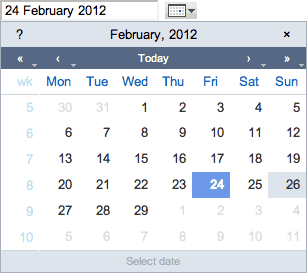 24 February 2012
? February, 2012 ×
« ‹ Today › »
wk Mon Tue Wed Thu Fri Sat Sun
5 30 31 1 2 3 4 5
6 6 7 8 9 10 11 12
7 13 14 15 16 17 18 19
8 20 21 22 23 24 25 26
9 27 28 29 1 2 3 4
10 5 6 7 8 9 10 11
Select date